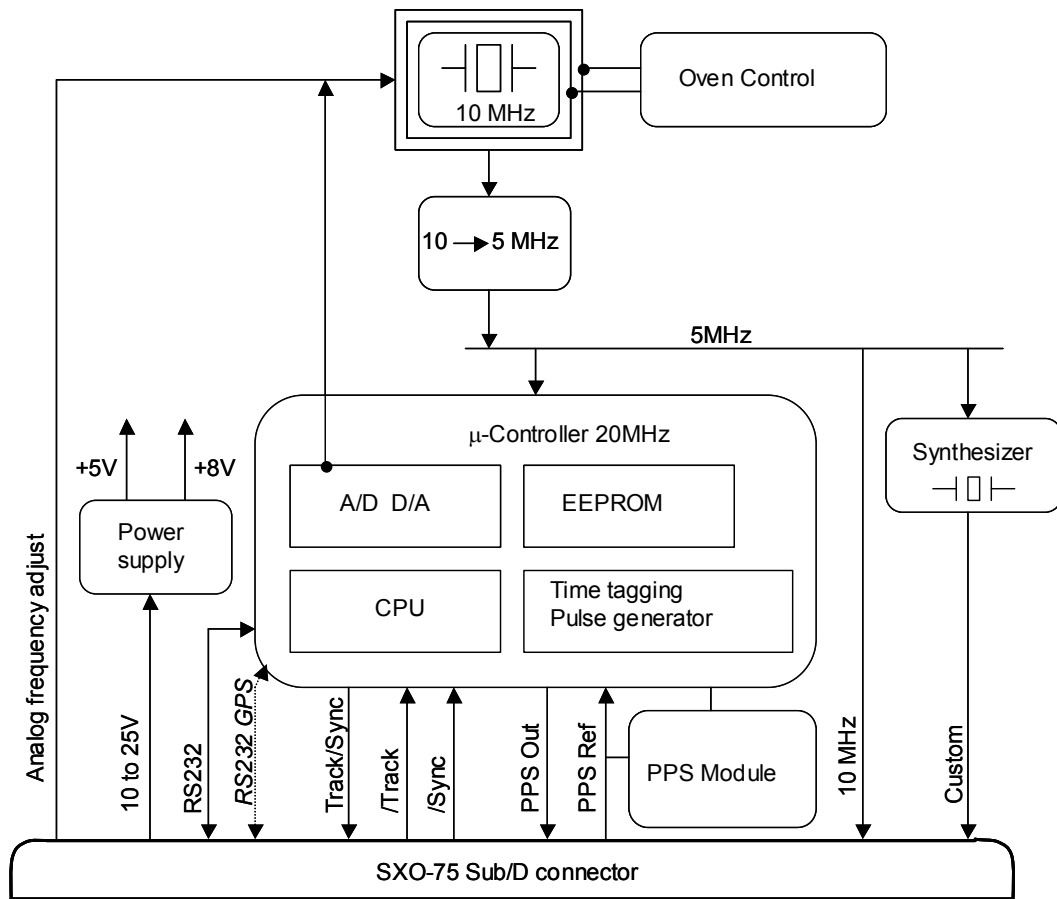 10 MHz
Oven Control
10 5 MHz
5MHz
μ-Controller 20MHz
A/D D/A
EEPROM
CPU
Time tagging
Pulse generator
Synthesizer
+5V
+8V
Power
supply
Analog frequency adjust
10 to 25V
RS232
RS232 GPS
Track/Sync
/Track
/Sync
PPS Out
PPS Ref
PPS Module
10 MHz
Custom
SXO-75 Sub/D connector